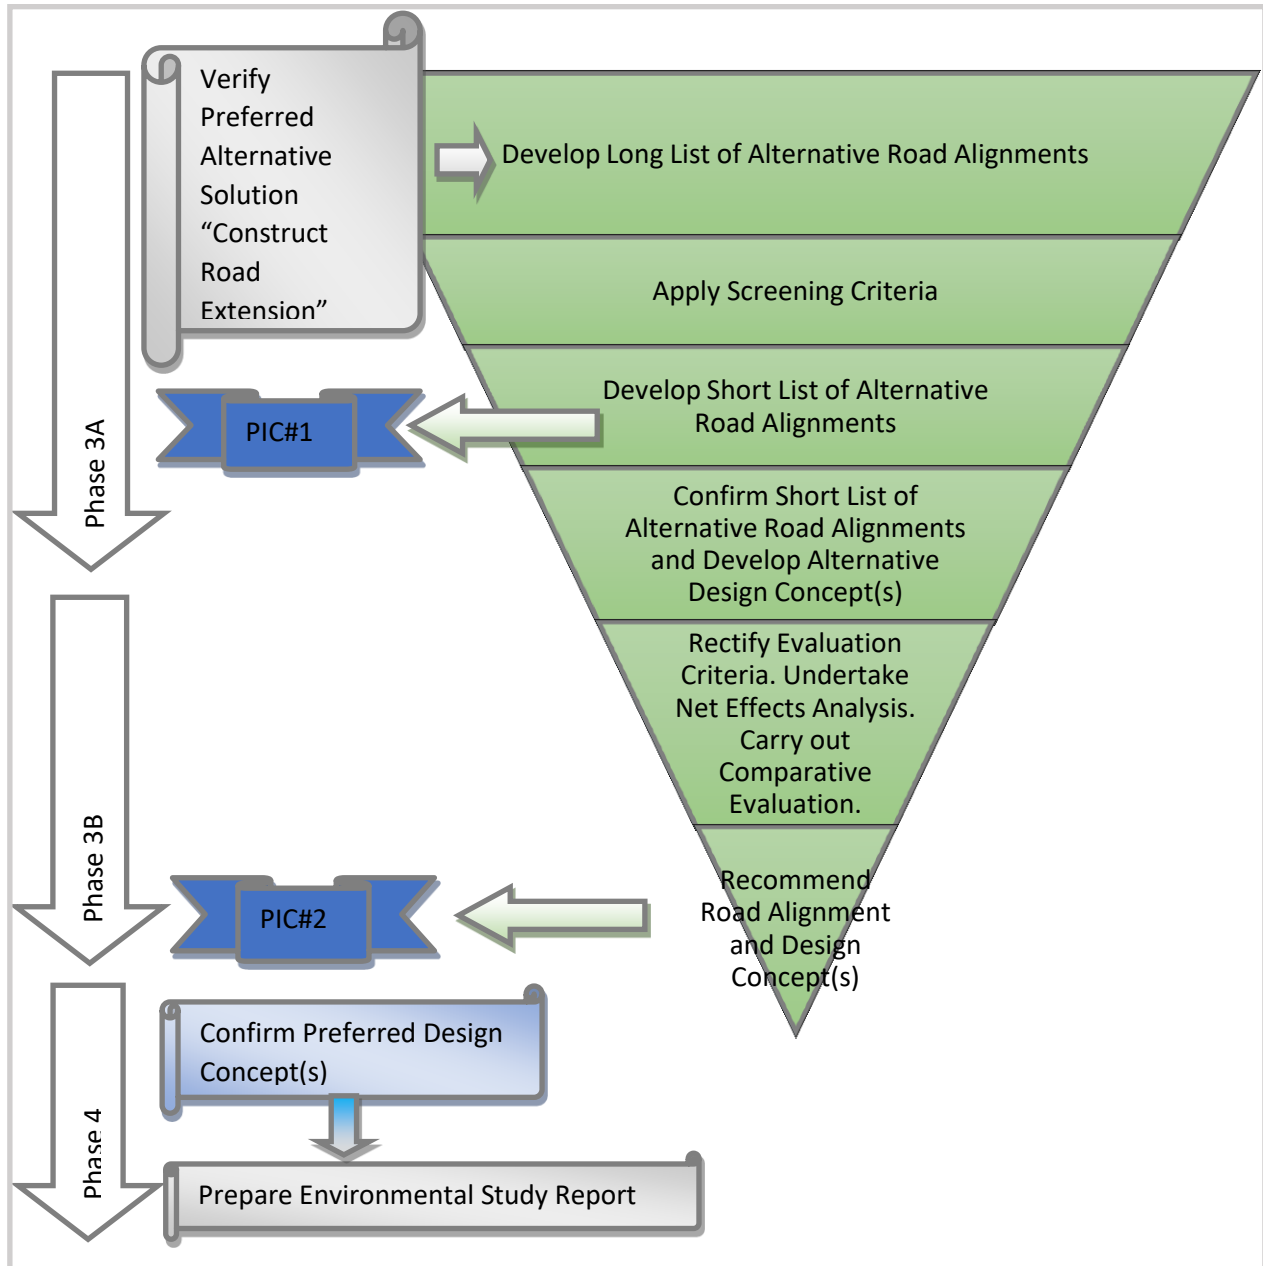 Verify
Preferred
Alternative
Solution
“Construct
Road
Extension”
Develop Long List of Alternative Road Alignments
Apply Screening Criteria
Develop Short List of Alternative
Road Alignments
PIC#1
Phase 3A
Confirm Short List of
Alternative Road Alignments
and Develop Alternative
Design Concept(s)
Rectify Evaluation
Criteria. Undertake
Net Effects Analysis.
Carry out
Comparative
Evaluation.
Phase 3B
PIC#2
Recommend
Road Alignment
and Design
Concept(s)
Confirm Preferred Design
Concept(s)
Phase 4
Prepare Environmental Study Report